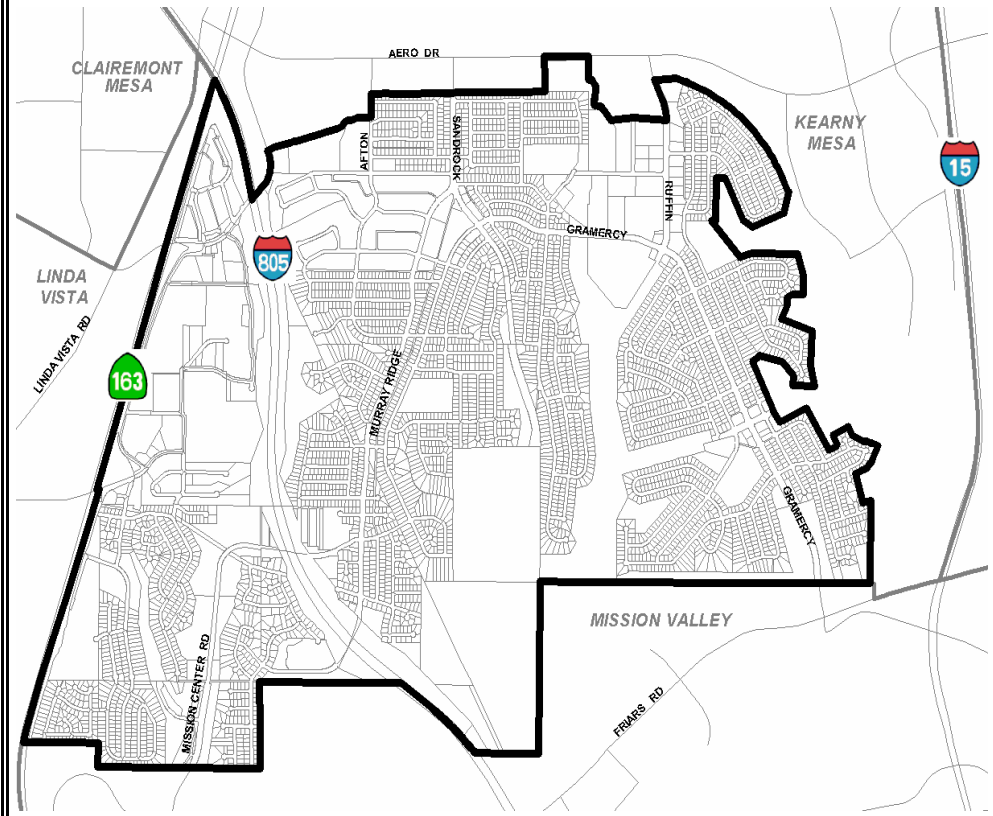 AERO DR
CLAIREMONT
MESA
KEARNY
MESA
AFTON
SANDROCK
15
RUFFIN
GRAMERCY
805
LINDA
VISTA
LINDA VISTA RD
163
MURRAY RIDGE
GRAMERCY
MISSION VALLEY
MISSION CENTER RD
FRIARS RD